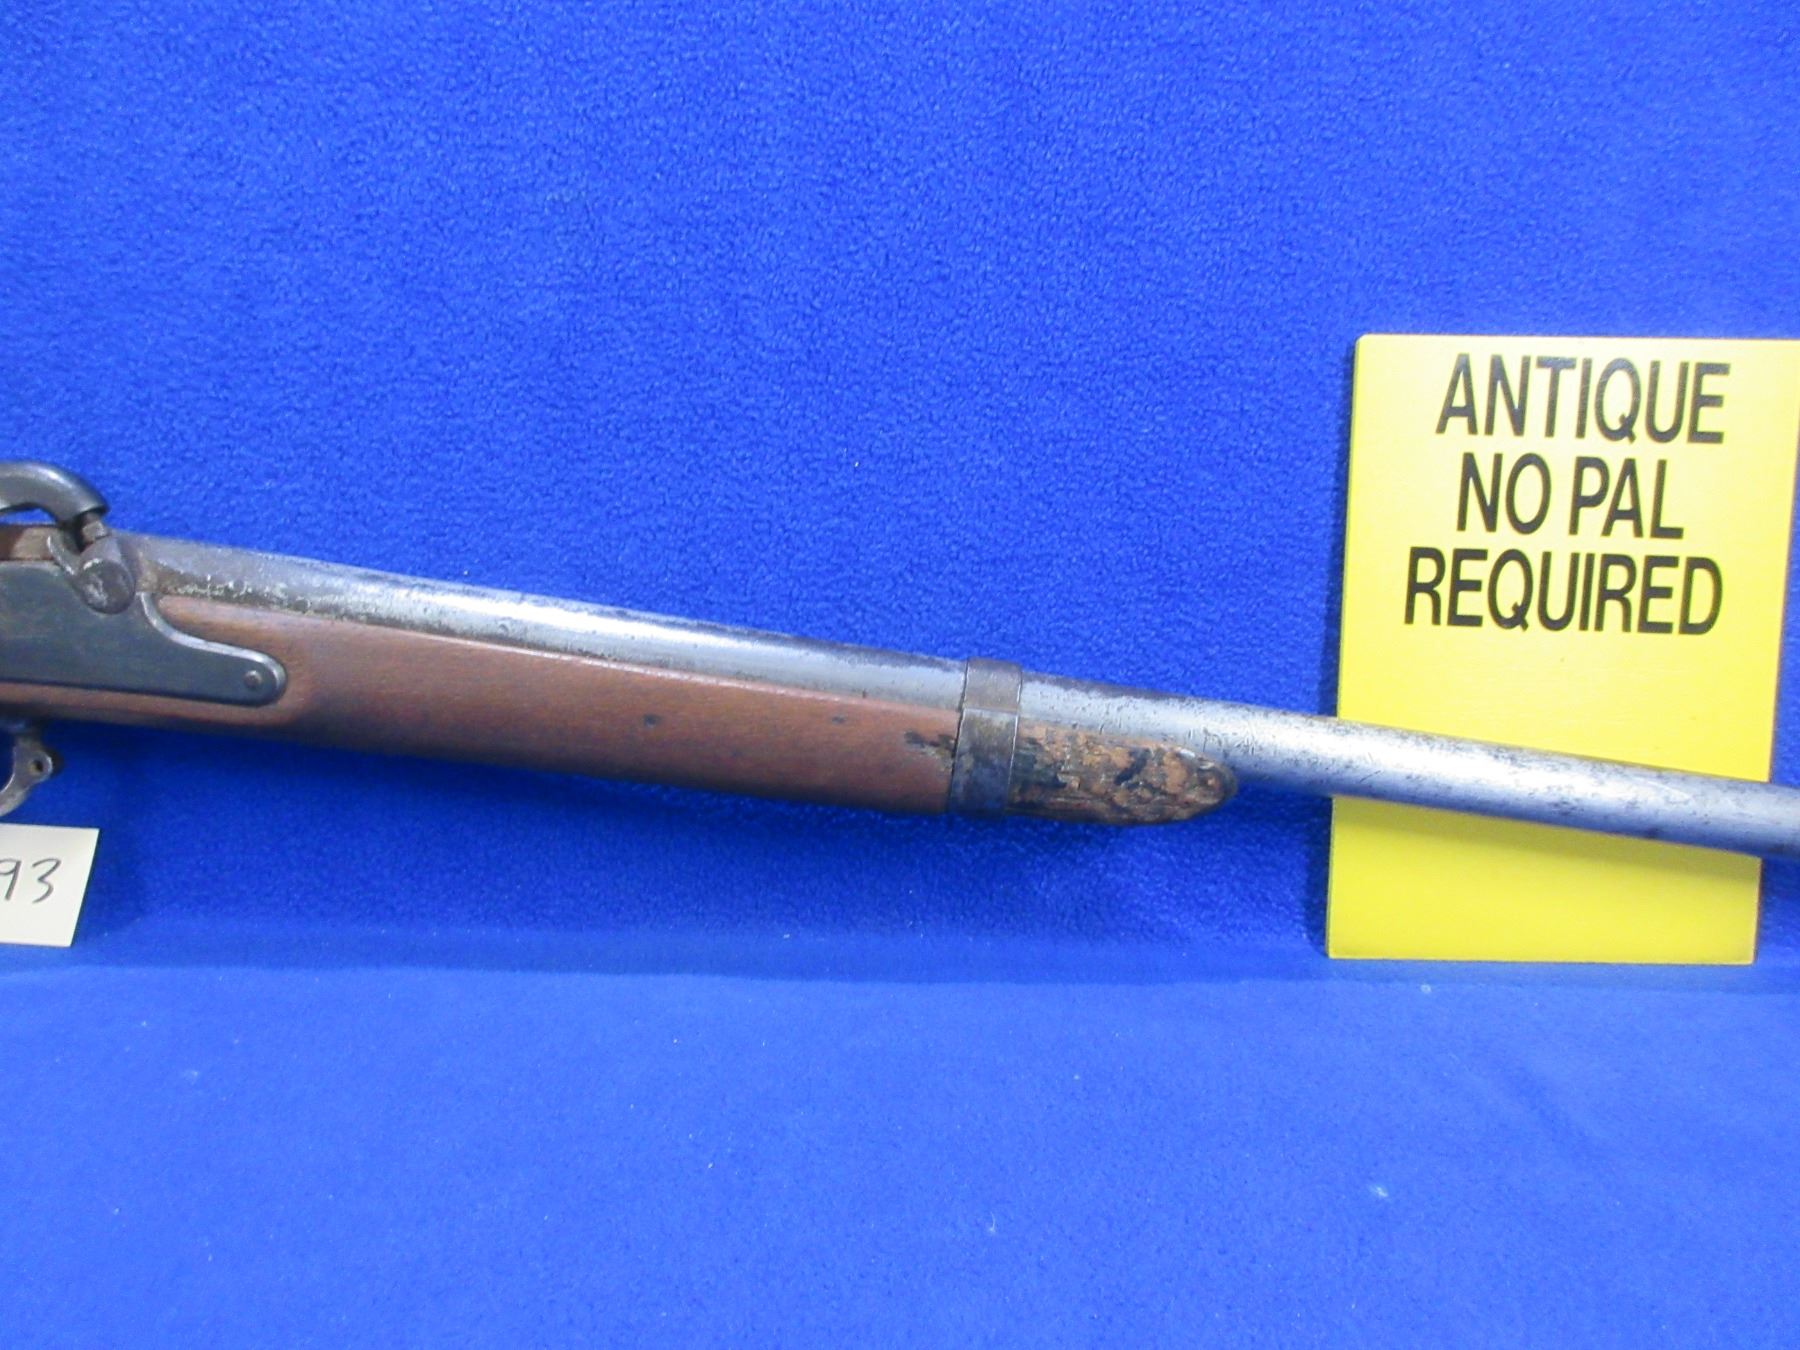 ANTIQUE
NO PAL
REQUIRED
93